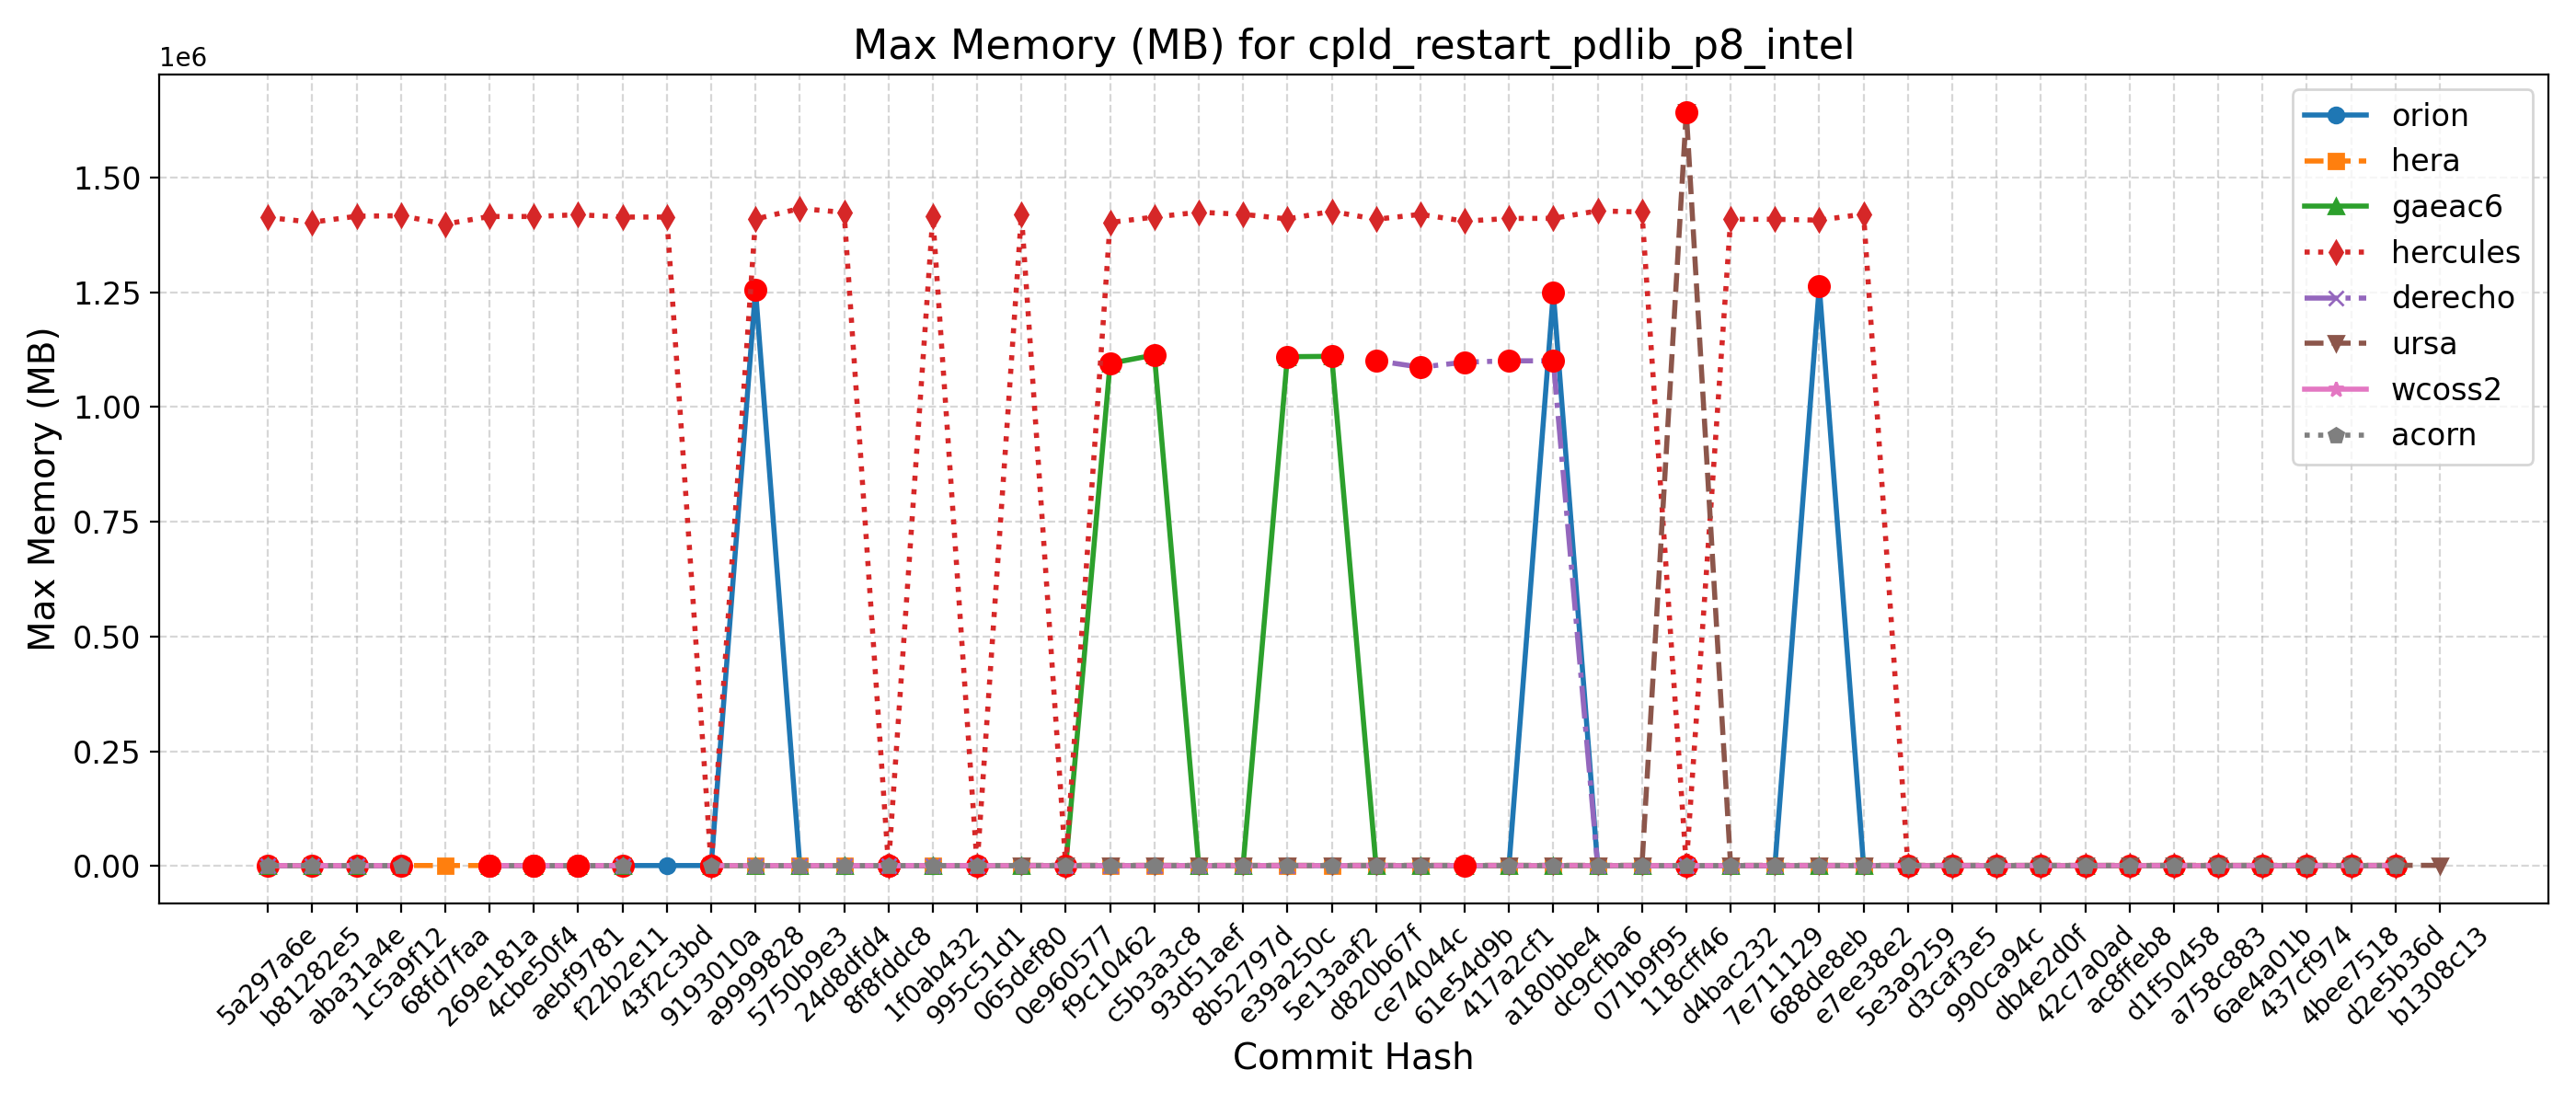 Max Memory (MB) for cpld_restart_pdlib_p8_intel
1e6
1.50
1.25
1.00
0.75
0.50
0.25
0.00
Max Memory (MB)
orion
hera
gaeac6
hercules
derecho
ursa
wcoss2
acorn
5a297a6e
b81282e5
aba31a4e
1c5a9f12
68fd7faa
269e181a
4cbe50f4
aebf9781
f22b2e11
43f2c3bd
9193010a
a9999828
5750b9e3
24d8dfd4
8f8fddc8
1f0ab432
995c51d1
065def80
0e960577
f9c10462
c5b3a3c8
93d51aef
8b52797d
e39a250c
5e13aaf2
d820b67f
ce74044c
61e54d9b
417a2cf1
a180bbe4
dc9cfba6
071b9f95
118cff46
d4bac232
7e711129
688de8eb
e7ee38e2
5e3a9259
d3caf3e5
990ca94c
db4e2d0f
42c7a0ad
ac8ffeb8
d1f50458
a758c883
6ae4a01b
437cf974
4bee7518
d2e5b36d
b1308c13
Commit Hash